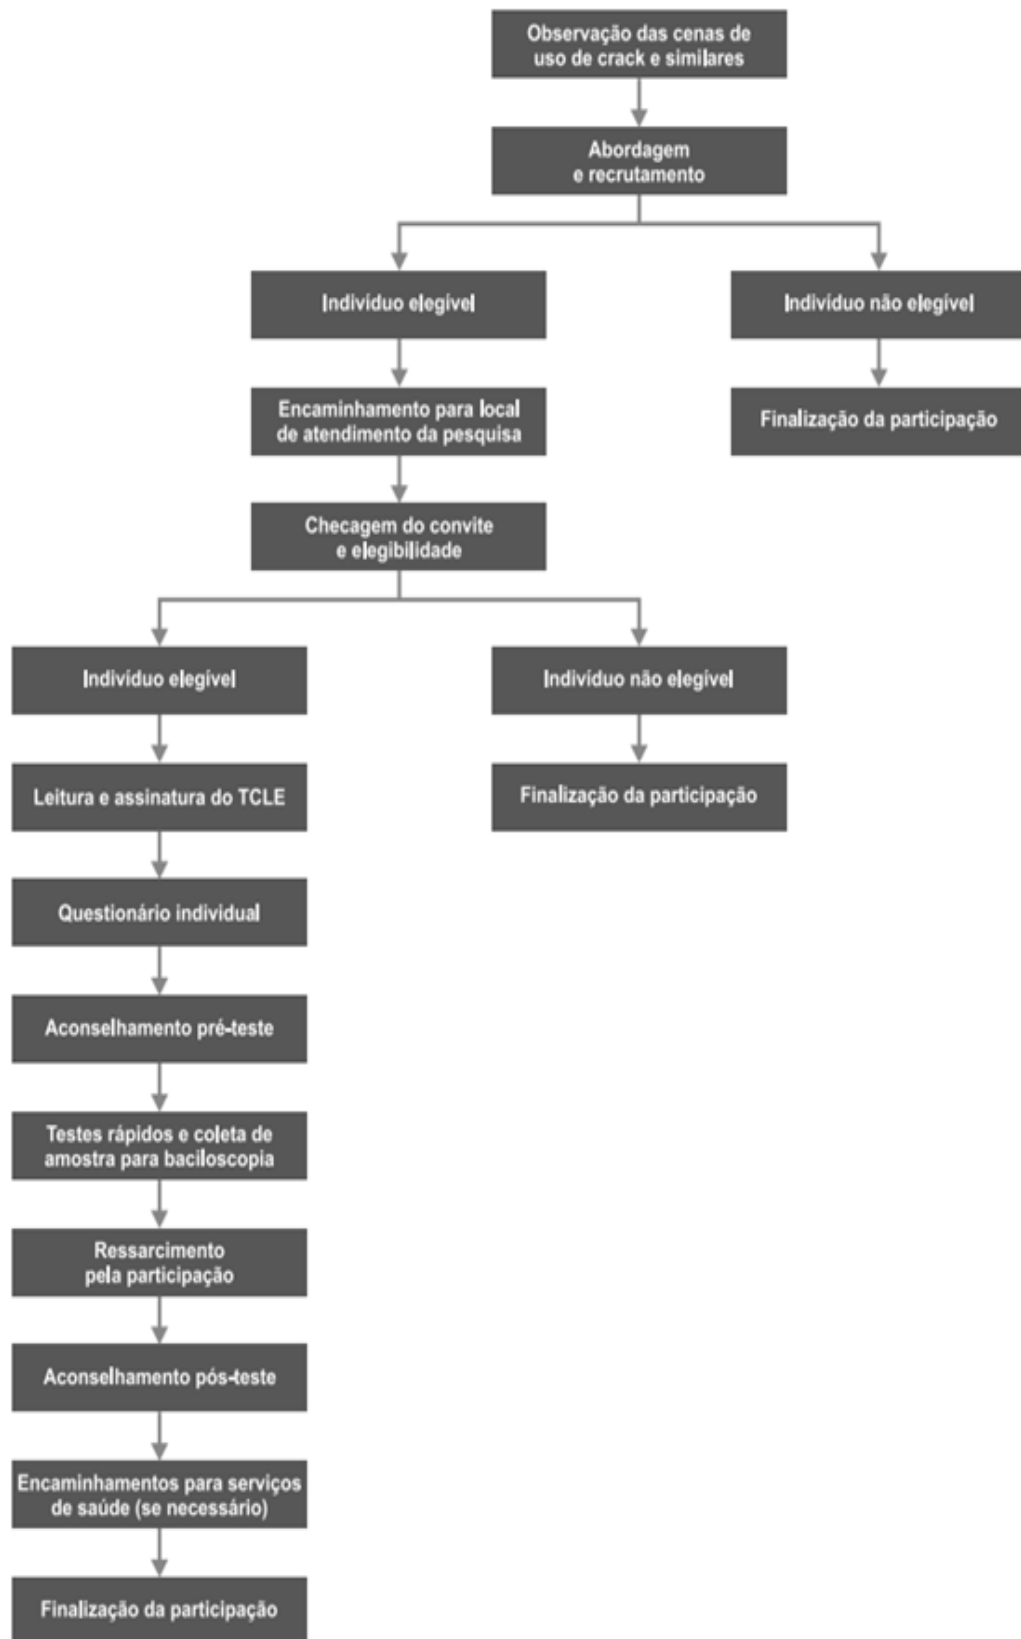 Observação das cenas de
uso de crack e similares
Abordagem
e recrutamento
Indivíduo elegível
Indivíduo não elegível
Encaminhamento para local
de atendimento da pesquisa
Finalização da participação
Checagem do convite
e elegibilidade
Indivíduo elegível
Indivíduo não elegível
Leitura e assinatura do TCLE
Finalização da participação
Questionário individual
Aconselhamento pré-teste
Testes rápidos e coleta de
amostra para baciloscopia
Ressarcimento
pela participação
Aconselhamento pós-teste
Encaminhamentos para serviços
de saúde (se necessário)
Finalização da participação